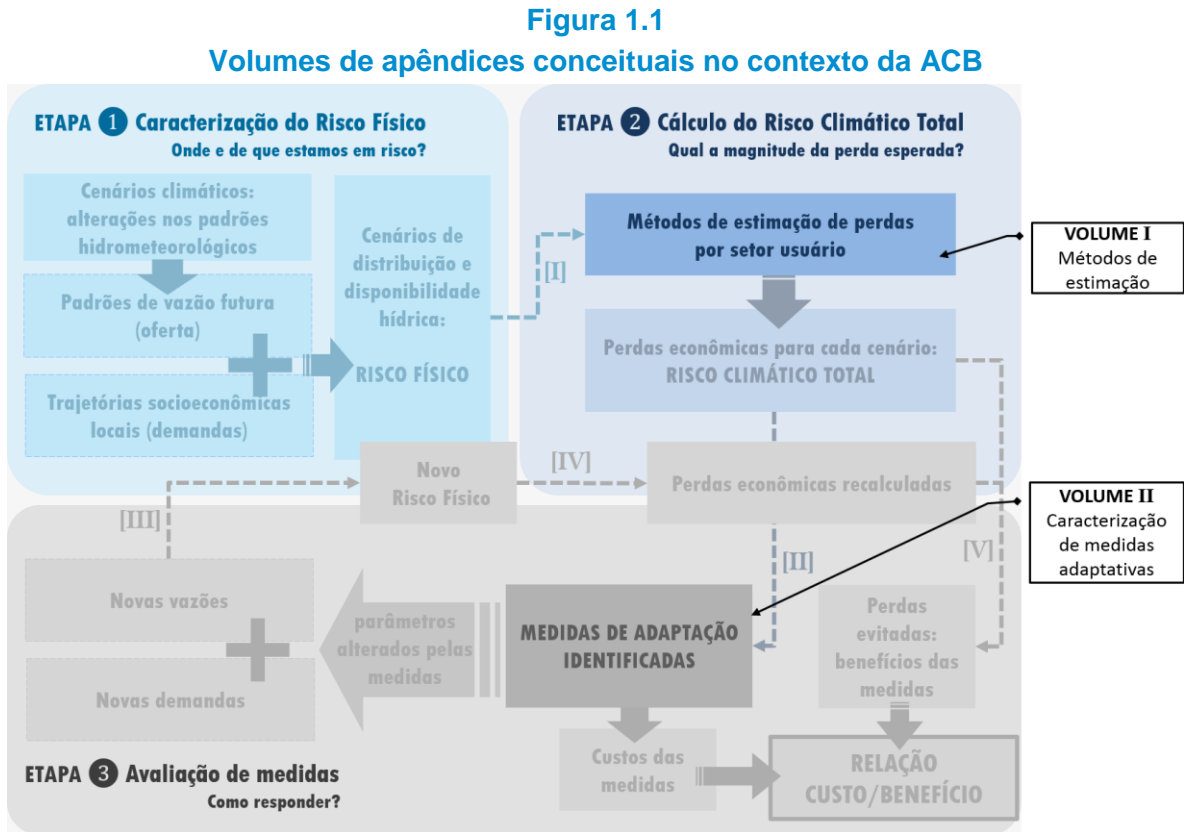 Figura 1.1
Volumes de apêndices conceituais no contexto da ACB
ETAPA 1 Caracterização do Risco Físico
Onde e de que estamos em risco?
Cenários climáticos:
alterações nos padrões
hidrometeorológicos
Padrões de vazão futura
(oferta)
Trajetórias socioeconômicas
locais (demandas)
Cenários de
distribuição e
disponibilidade
hídrica:
RISCO FÍSICO
[I]
ETAPA 2 Cálculo do Risco Climático Total
Qual a magnitude da perda esperada?
Métodos de estimação de perdas
por setor usuário
Perdas econômicas para cada cenário:
RISCO CLIMÁTICO TOTAL
VOLUME I
Métodos de
estimação
Novo
Risco Físico
[IV]
Perdas econômicas recalculadas
VOLUME II
Caracterização
de medidas
adaptativas
[III]
[II]
[V]
Novas vazões
Novas demandas
parâmetros
alterados pelas
medidas
MEDIDAS DE ADAPTAÇÃO
IDENTIFICADAS
Perdas
evitadas:
benefícios das
medidas
Custos das
medidas
RELAÇÃO
CUSTO/BENEFÍCIO
ETAPA 3 Avaliação de medidas
Como responder?